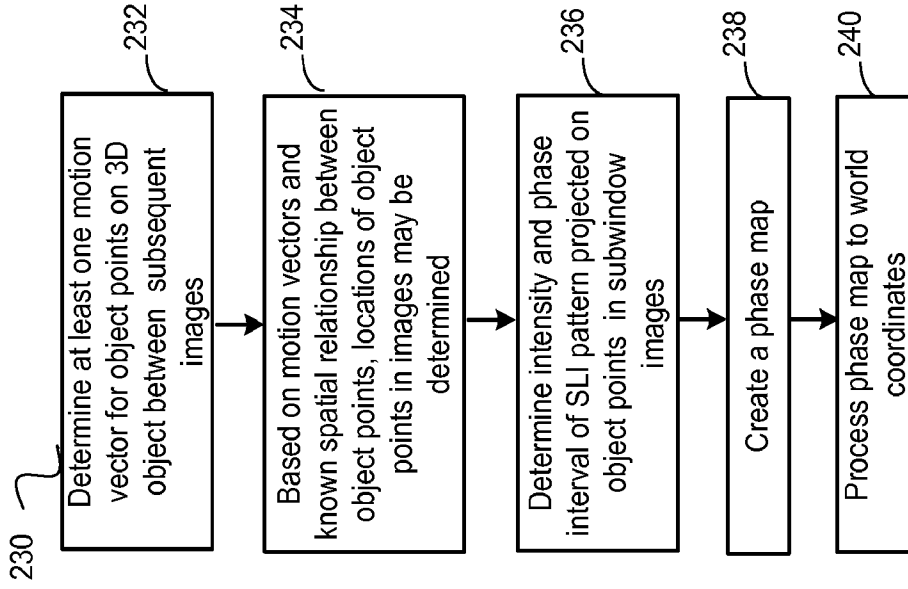 230
Determine at least one motion
vector for object points on 3D
object between subsequent
images
232
Based on motion vectors and
known spatial relationship between
object points, locations of object
points in images may be
determined
234
Determine intensity and phase
interval of SLI pattern projected on
object points in subwindow
images
236
Create a phase map
238
Process phase map to world
coordinates
240